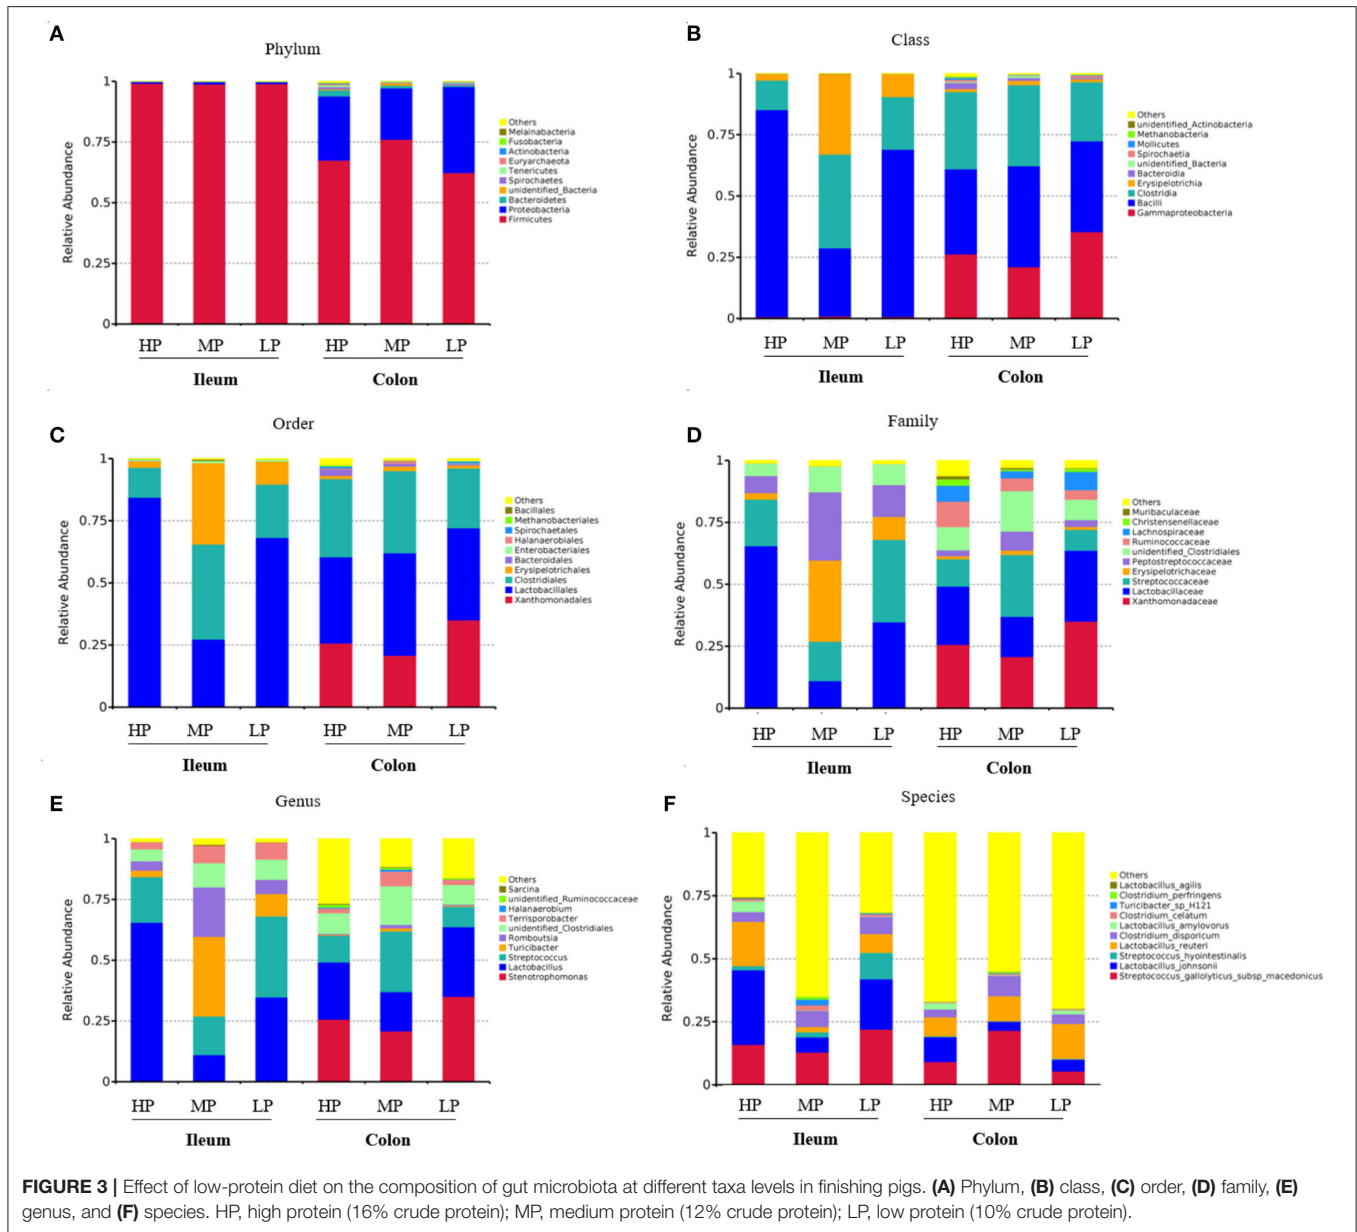 A
Phylum
1
0.75
0.5
0.25
0
Relative Abundance
Others
Melainabacteria
Fusobacteria
Actinobacteria
Euryarchaeota
Tenericutes
Spirochaetes
unidentified_Bacteria
Bacteroidetes
Proteobacteria
Firmicutes
HP MP LP HP MP LP
Ileum Colon
B
Class
1
0.75
0.5
0.25
0
Relative Abundance
Others
unidentified_Actinobacteria
Methanobacteria
Mollicutes
Spirochaetia
unidentified_Bacteria
Bacteroidia
Erysipelotrichia
Clostridia
Bacilli
Gammaproteobacteria
HP MP LP HP MP LP
Ileum Colon
C
Order
1
0.75
0.5
0.25
0
Relative Abundance
Others
Bacillales
Methanobacteriales
Spirochaetales
Halanaerobiales
Enterobacteriales
Bacteroidales
Erysipelotrichales
Clostridiales
Lactobacillales
Xanthomonadales
HP MP LP HP MP LP
Ileum Colon
D
Family
1
0.75
0.5
0.25
0
Relative Abundance
Others
Muribaculaceae
Christensenellaceae
Lachnospiraceae
Ruminococcaceae
unidentified_Clostridiales
Peptostreptococcaceae
Erysipelotrichaceae
Streptococcaceae
Lactobacillaceae
Xanthomonadaceae
HP MP LP HP MP LP
Ileum Colon
E
Genus
1
0.75
0.5
0.25
0
Relative Abundance
Others
Sarcina
unidentified_Ruminococcaceae
Halanaerobium
Terrisporobacter
unidentified_Clostridiales
Romboutsia
Turicibacter
Streptococcus
Lactobacillus
Stenotrophomonas
HP MP LP HP MP LP
Ileum Colon
F
Species
1
0.75
0.5
0.25
0
Relative Abundance
Others
Lactobacillus_agilis
Clostridium_perfringens
Turicibacter_sp_H121
Clostridium_celatum
Lactobacillus_amylovorus
Clostridium_disporicum
Lactobacillus_reuteri
Streptococcus_hyointestinalis
Lactobacillus_johnsonii
Streptococcus_gallolyticus_subsp_macedonicus
HP MP LP HP MP LP
Ileum Colon
FIGURE 3 | Effect of low-protein diet on the composition of gut microbiota at different taxa levels in finishing pigs. (A) Phylum, (B) class, (C) order, (D) family, (E)
genus, and (F) species. HP, high protein (16% crude protein); MP, medium protein (12% crude protein); LP, low protein (10% crude protein).